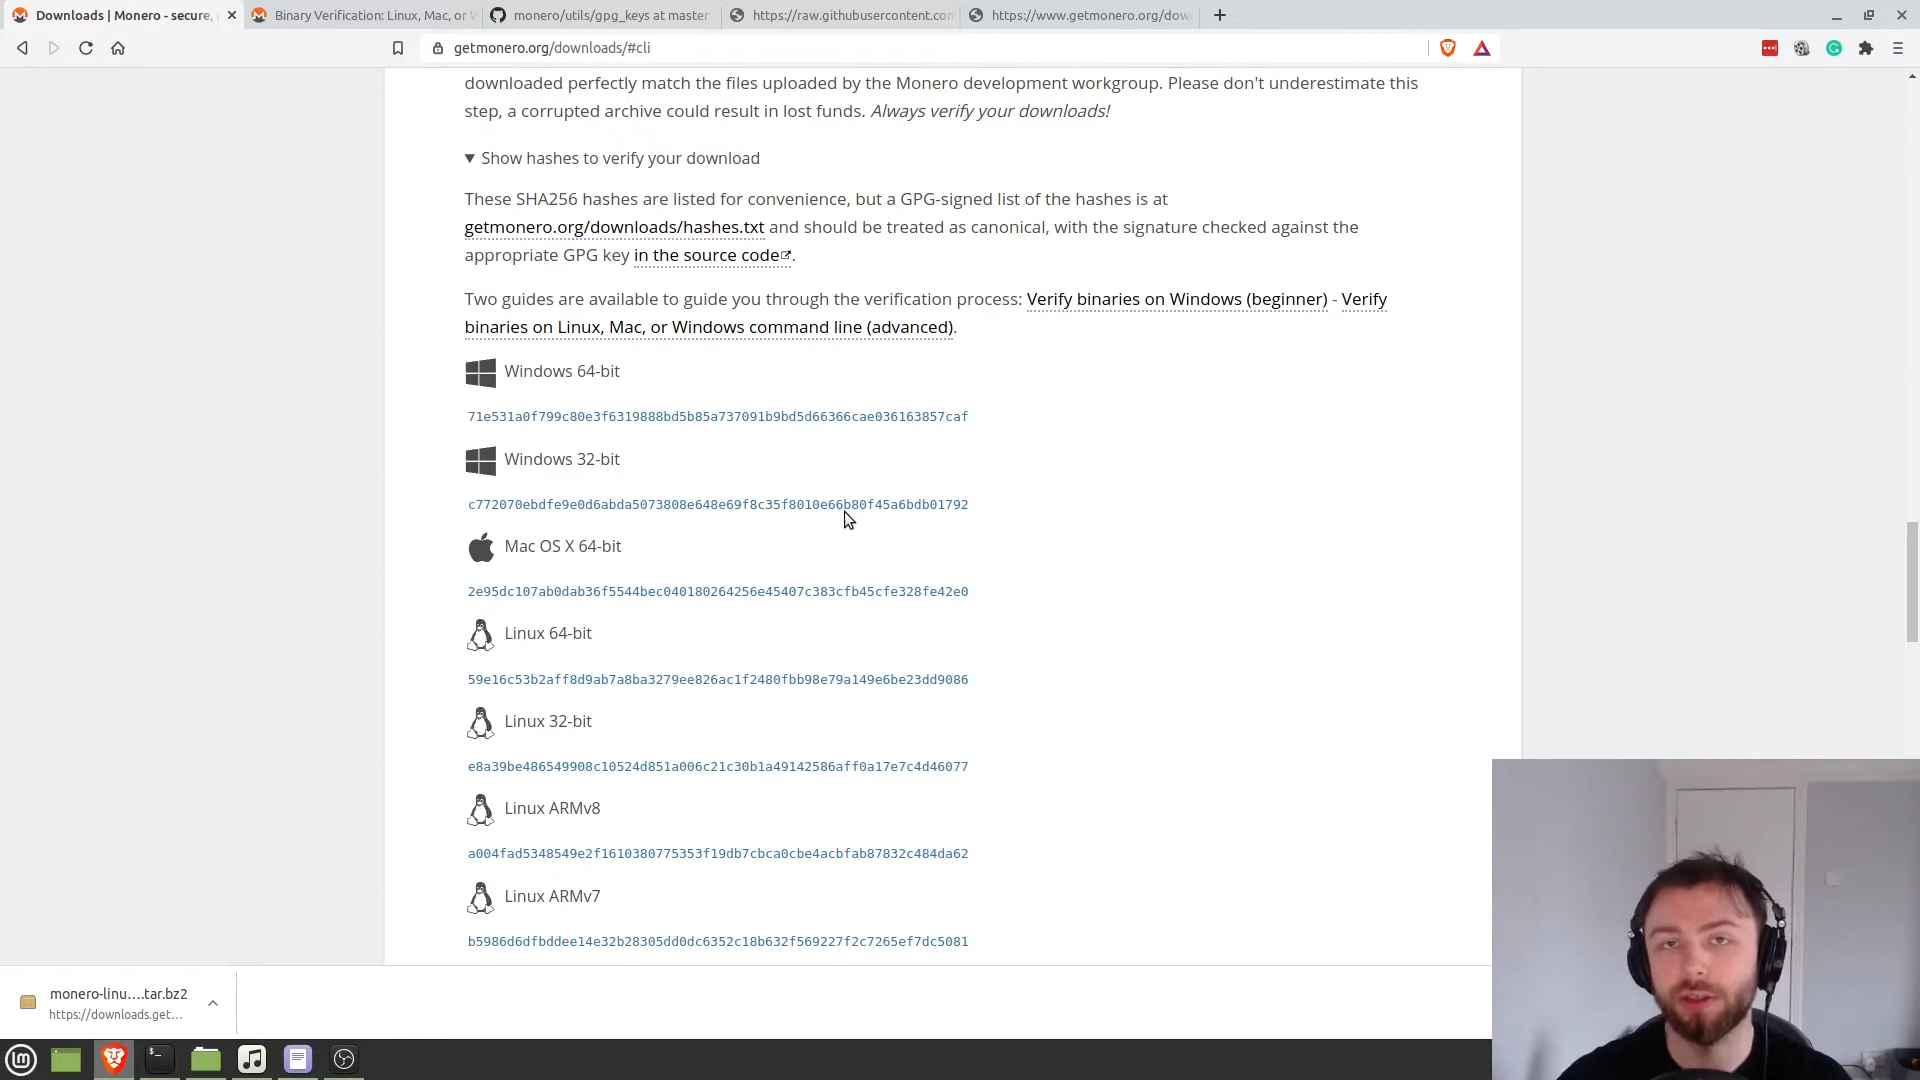 Downloads | Monero - secure,
Binary Verification: Linux, Mac, or W
monero/utils/gpg_keys at master
https://raw.githubusercontent.con
https://www.getmonero.org/dow
getmonero.org/downloads/#cli
downloaded perfectly match the files uploaded by the Monero development workgroup. Please don't underestimate this
step, a corrupted archive could result in lost funds. Always verify your downloads!
▼ Show hashes to verify your download
These SHA256 hashes are listed for convenience, but a GPG-signed list of the hashes is at
getmonero.org/downloads/hashes.txt and should be treated as canonical, with the signature checked against the
appropriate GPG key in the source code.
Two guides are available to guide you through the verification process: Verify binaries on Windows (beginner) - Verify
binaries on Linux, Mac, or Windows command line (advanced).
Windows 64-bit
71e531a0f799c80e3f6319888bd5b85a737091b9bd5d66366cae036163857caf
Windows 32-bit
c772070ebdfe9e0d6abda5073808e648e69f8c35f8010e66b80f45a6bdb01792
Mac OS X 64-bit
2e95dc107ab0dab36f5544bec040180264256e45407c383cfb45cfe328fe42e0
Linux 64-bit
59e16c53b2aff8d9ab7a8ba3279ee826ac1f2480fbb98e79a149e6be23dd9086
Linux 32-bit
e8a39be486549908c10524d851a006c21c30b1a49142586aff0a17e7c4d46077
Linux ARMv8
a004fad5348549e2f1610380775353f19db7cbca0cbe4acbfab87832c484da62
Linux ARMv7
b5986d6dfbddee14e32b28305dd0dc6352c18b632f569227f2c7265ef7dc5081
monero-linu....tar.bz2
https://downloads.get...